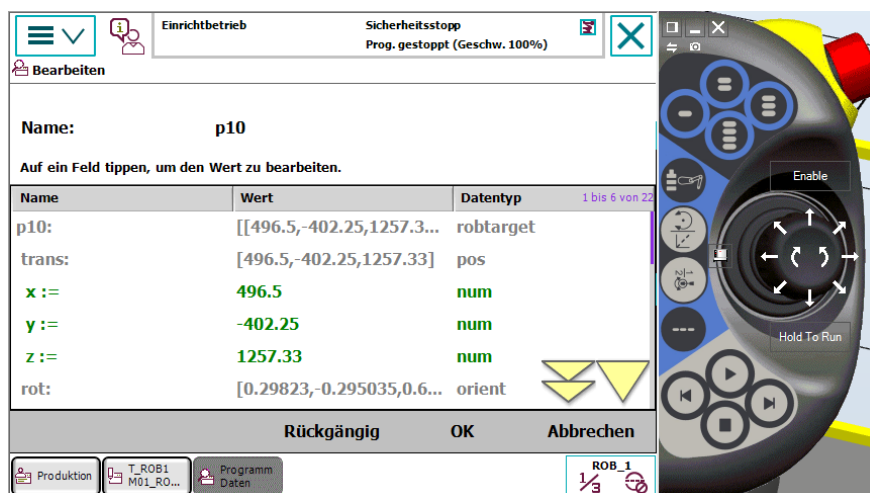 Einrichtbetrieb
Sicherheitsstopp
Prog. gestoppt (Geschw. 100%)
Bearbeiten
Name: p10
Auf ein Feld tippen, um den Wert zu bearbeiten.
Name Wert Datentyp 1 bis 6 von 22
p10: [[496.5,-402.25,1257.3... robtarget
trans: [496.5,-402.25,1257.33] pos
x := 496.5 num
y := -402.25 num
z := 1257.33 num
rot: [0.29823,-0.295035,0.6... orient
Rückgängig OK Abbrechen
Produktion
T_ROB1
M01_RO...
Programm
Daten
ROB_1
1/3
Enable
Hold To Run